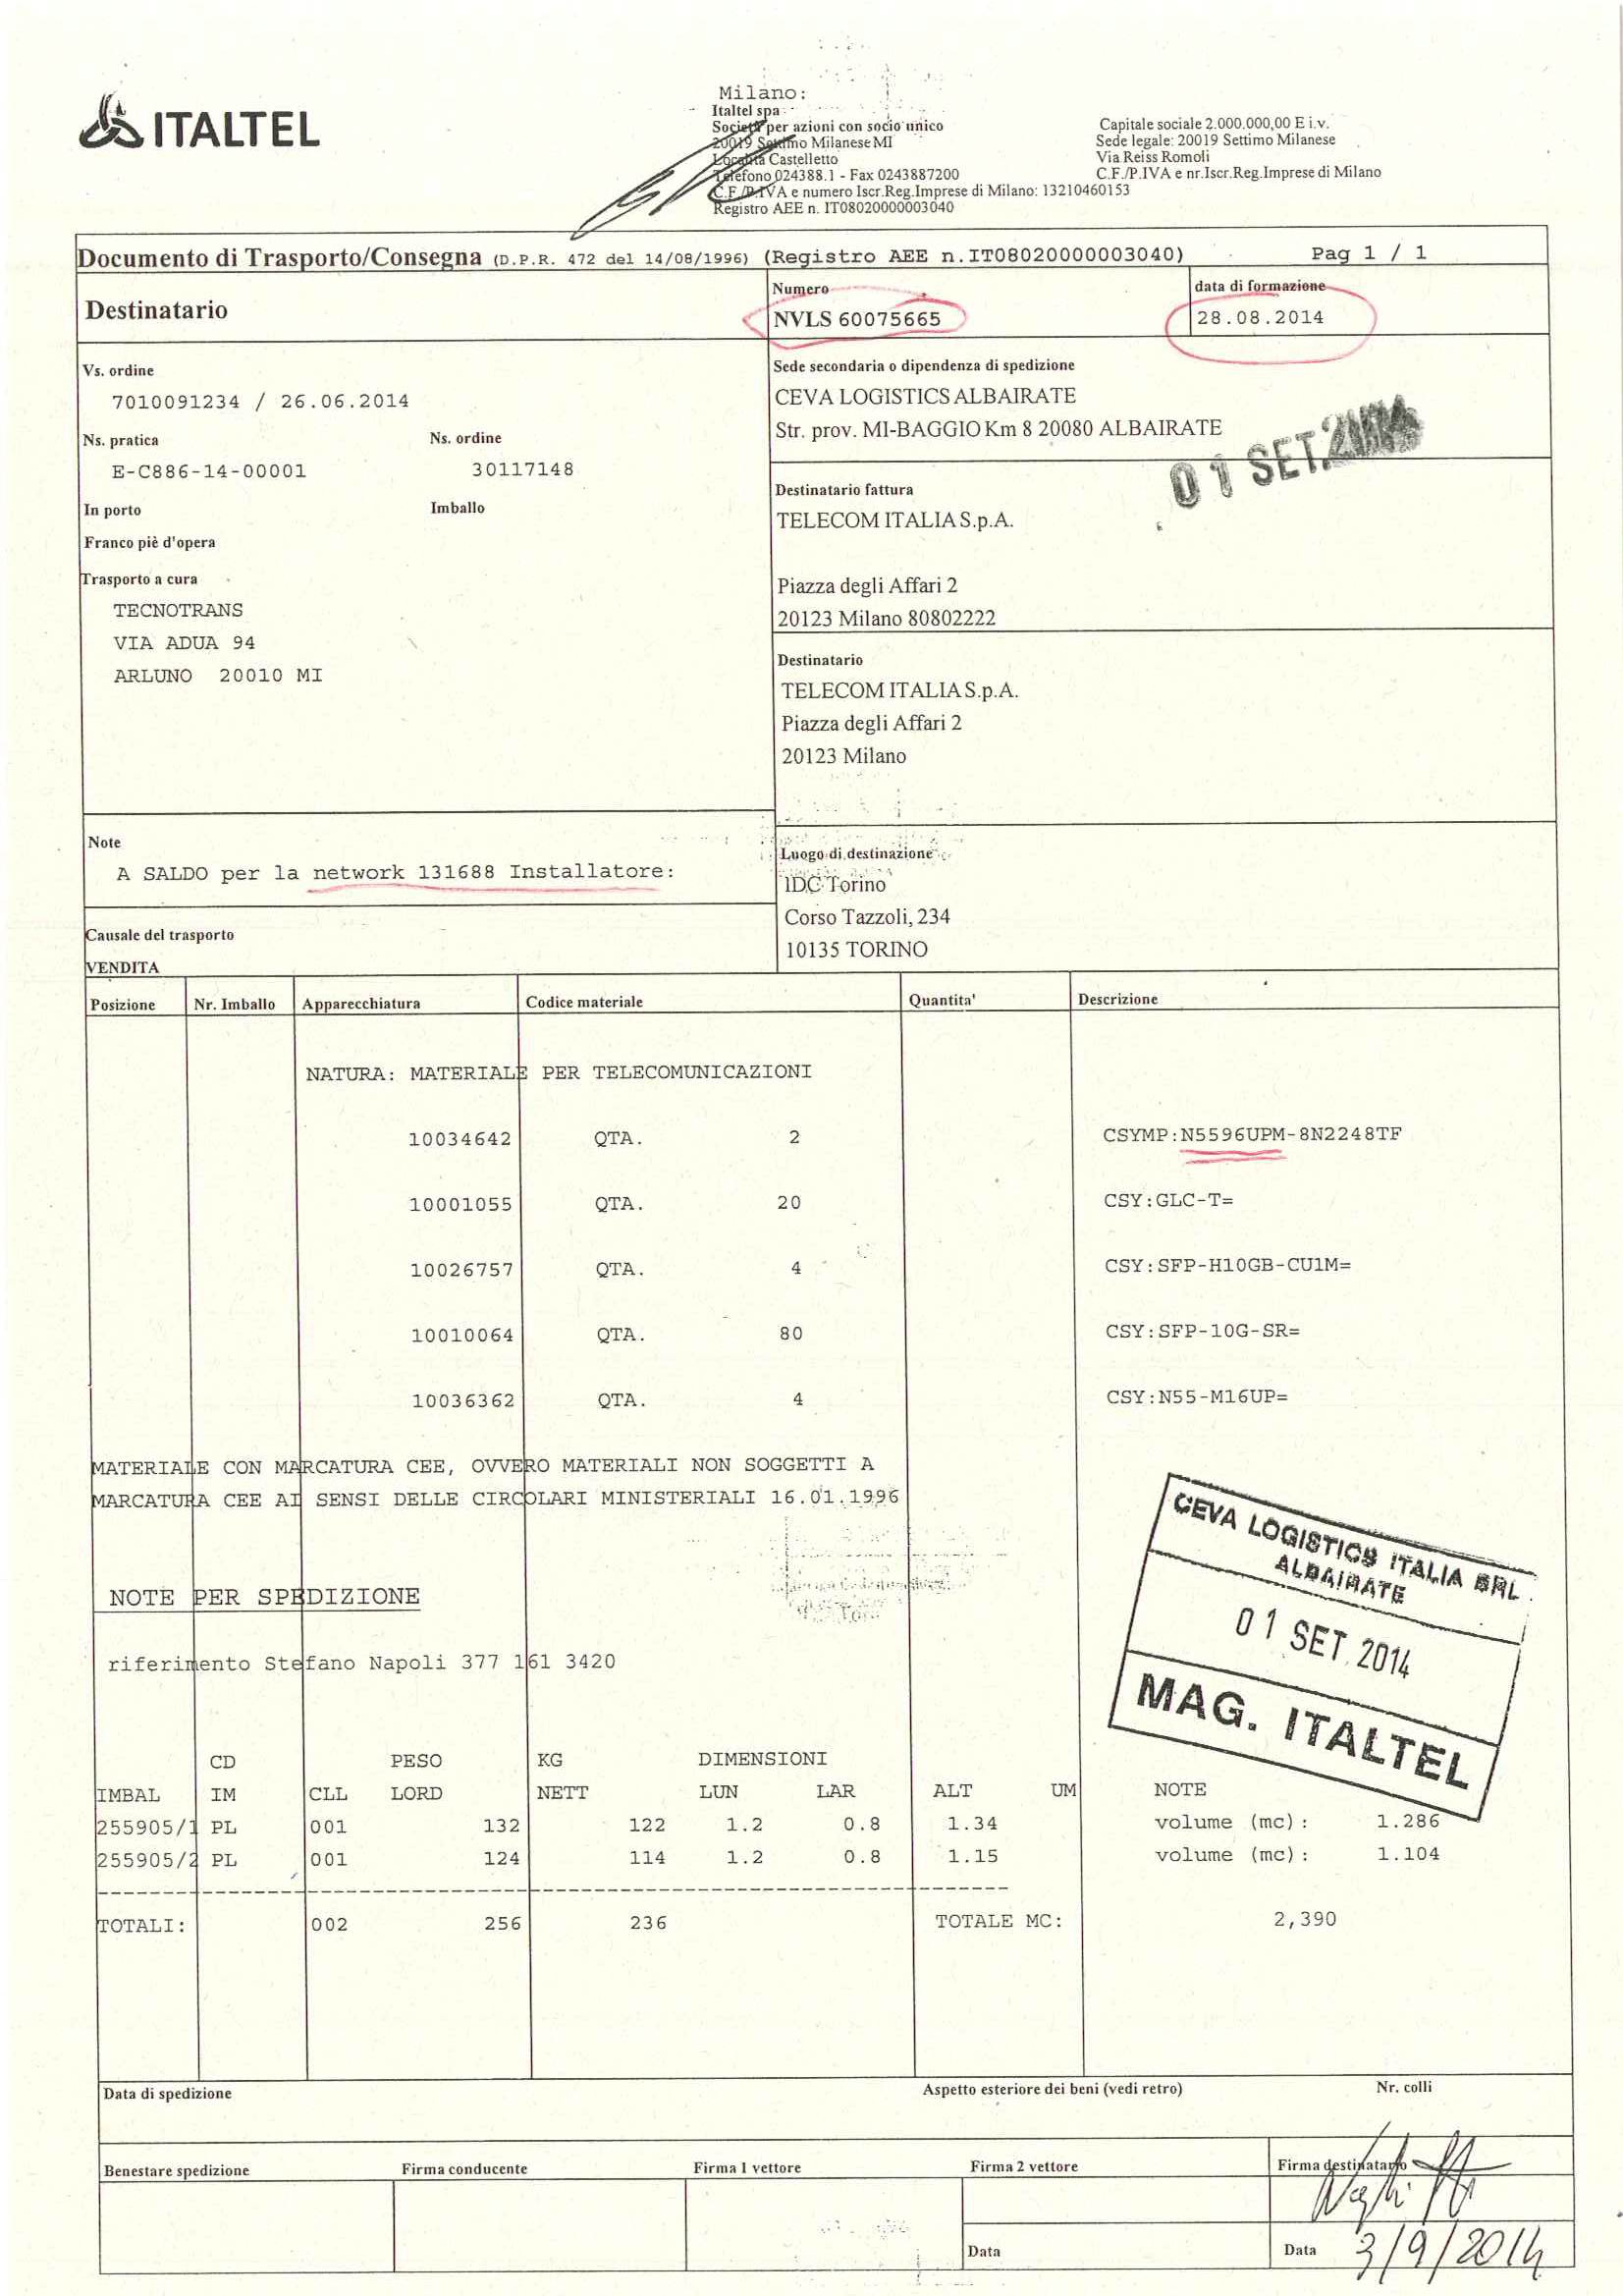 ITALTEL
Milano:
Italtel spa
Società per azioni con socio unico
20019 Settimo Milanese MI
Località Castelletto
Telefono 024388.1 - Fax 0243887200
C.F./P.IVA e numero Iscr.Reg.Imprese di Milano: 13210460153
Registro AEE n. IT08020000003040
Capitale sociale 2.000.000,00 E i.v.
Sede legale: 20019 Settimo Milanese
Via Reiss Romoli
C.F./P.IVA e nr.Iscr.Reg.Imprese di Milano
Documento di Trasporto/Consegna (D.P.R. 472 del 14/08/1996) (Registro AEE n.IT08020000003040) Pag 1 / 1
Destinatario
Numero
NVLS 60075665
data di formazione
28.08.2014
Vs. ordine
7010091234 / 26.06.2014
Ns. pratica Ns. ordine
E-C886-14-00001 30117148
In porto Imballo
Franco piè d'opera
Trasporto a cura
TECNOTRANS
VIA ADUA 94
ARLUNO 20010 MI
Sede secondaria o dipendenza di spedizione
CEVA LOGISTICS ALBAIRATE
Str. prov. MI-BAGGIO Km 8 20080 ALBAIRATE
01 SET. 2014
Destinatario fattura
TELECOM ITALIA S.p.A.
Piazza degli Affari 2
20123 Milano 80802222
Destinatario
TELECOM ITALIA S.p.A.
Piazza degli Affari 2
20123 Milano
Note
A SALDO per la network 131688 Installatore:
Causale del trasporto
VENDITA
Luogo di destinazione
IDC Torino
Corso Tazzoli, 234
10135 TORINO
Posizione Nr. Imballo Apparecchiatura Codice materiale Quantita' Descrizione
NATURA: MATERIALE PER TELECOMUNICAZIONI
10034642 QTA. 2 CSYMP:N5596UPM-8N2248TF
10001055 QTA. 20 CSY:GLC-T=
10026757 QTA. 4 CSY:SFP-H10GB-CU1M=
10010064 QTA. 80 CSY:SFP-10G-SR=
10036362 QTA. 4 CSY:N55-M16UP=
MATERIALE CON MARCATURA CEE, OVVERO MATERIALI NON SOGGETTI A
MARCATURA CEE AI SENSI DELLE CIRCOLARI MINISTERIALI 16.01.1996
CEVA LOGISTICS ITALIA SRL
ALBAIRATE
01 SET. 2014
MAG. ITALTEL
NOTE PER SPEDIZIONE
riferimento Stefano Napoli 377 161 3420
CD PESO KG DIMENSIONI
IMBAL IM CLL LORD NETT LUN LAR ALT UM NOTE
255905/1 PL 001 132 122 1.2 0.8 1.34 volume (mc): 1.286
255905/2 PL 001 124 114 1.2 0.8 1.15 volume (mc): 1.104
TOTALI: 002 256 236 TOTALE MC: 2,390
Data di spedizione Aspetto esteriore dei beni (vedi retro) Nr. colli
Benestare spedizione Firma conducente Firma 1 vettore Firma 2 vettore Firma destinatario
Data Data 3/9/2014